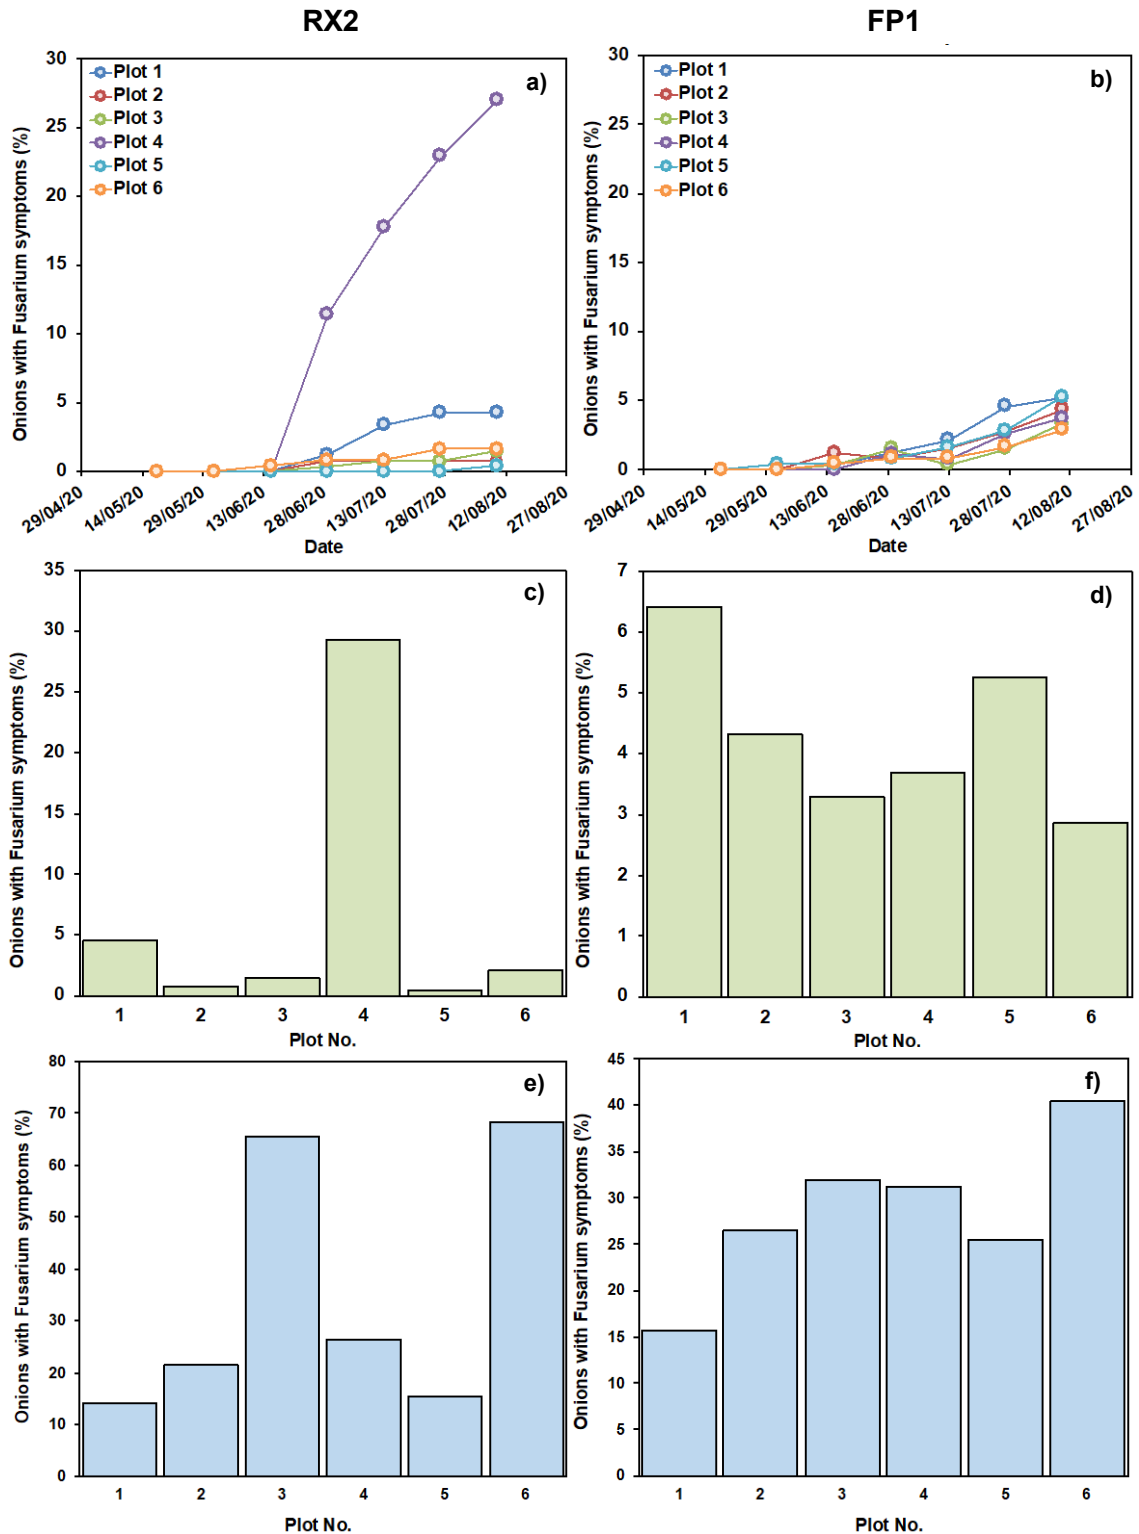 RX2
FP1
Onions with Fusarium symptoms (%)
30
25
20
15
10
5
0
Plot 1
Plot 2
Plot 3
Plot 4
Plot 5
Plot 6
a)
29/04/20
14/05/20
29/05/20
13/06/20
28/06/20
13/07/20
28/07/20
12/08/20
27/08/20
Date
Onions with Fusarium symptoms (%)
30
25
20
15
10
5
0
Plot 1
Plot 2
Plot 3
Plot 4
Plot 5
Plot 6
b)
29/04/20
14/05/20
29/05/20
13/06/20
28/06/20
13/07/20
28/07/20
12/08/20
27/08/20
Date
Onions with Fusarium symptoms (%)
35
30
25
20
15
10
5
0
c)
1 2 3 4 5 6
Plot No.
Onions with Fusarium symptoms (%)
7
6
5
4
3
2
1
0
d)
1 2 3 4 5 6
Plot No.
Onions with Fusarium symptoms (%)
80
70
60
50
40
30
20
10
0
e)
1 2 3 4 5 6
Plot No.
Onions with Fusarium symptoms (%)
45
40
35
30
25
20
15
10
5
0
f)
1 2 3 4 5 6
Plot No.